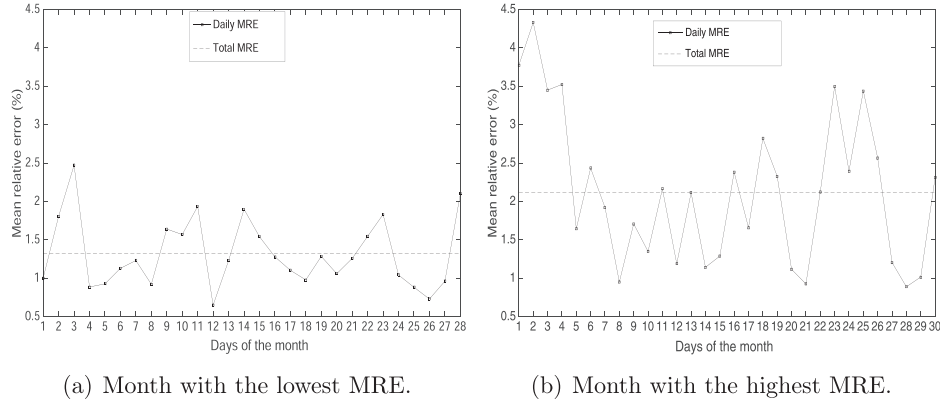 4.5
4
3.5
3
2.5
2
1.5
1
0.5
Mean relative error (%)
Daily MRE
Total MRE
1 2 3 4 5 6 7 8 9 10 11 12 13 14 15 16 17 18 19 20 21 22 23 24 25 26 27 28
Days of the month
(a) Month with the lowest MRE.
4.5
4
3.5
3
2.5
2
1.5
1
0.5
Mean relative error (%)
Daily MRE
Total MRE
1 2 3 4 5 6 7 8 9 10 11 12 13 14 15 16 17 18 19 20 21 22 23 24 25 26 27 28 29 30
Days of the month
(b) Month with the highest MRE.